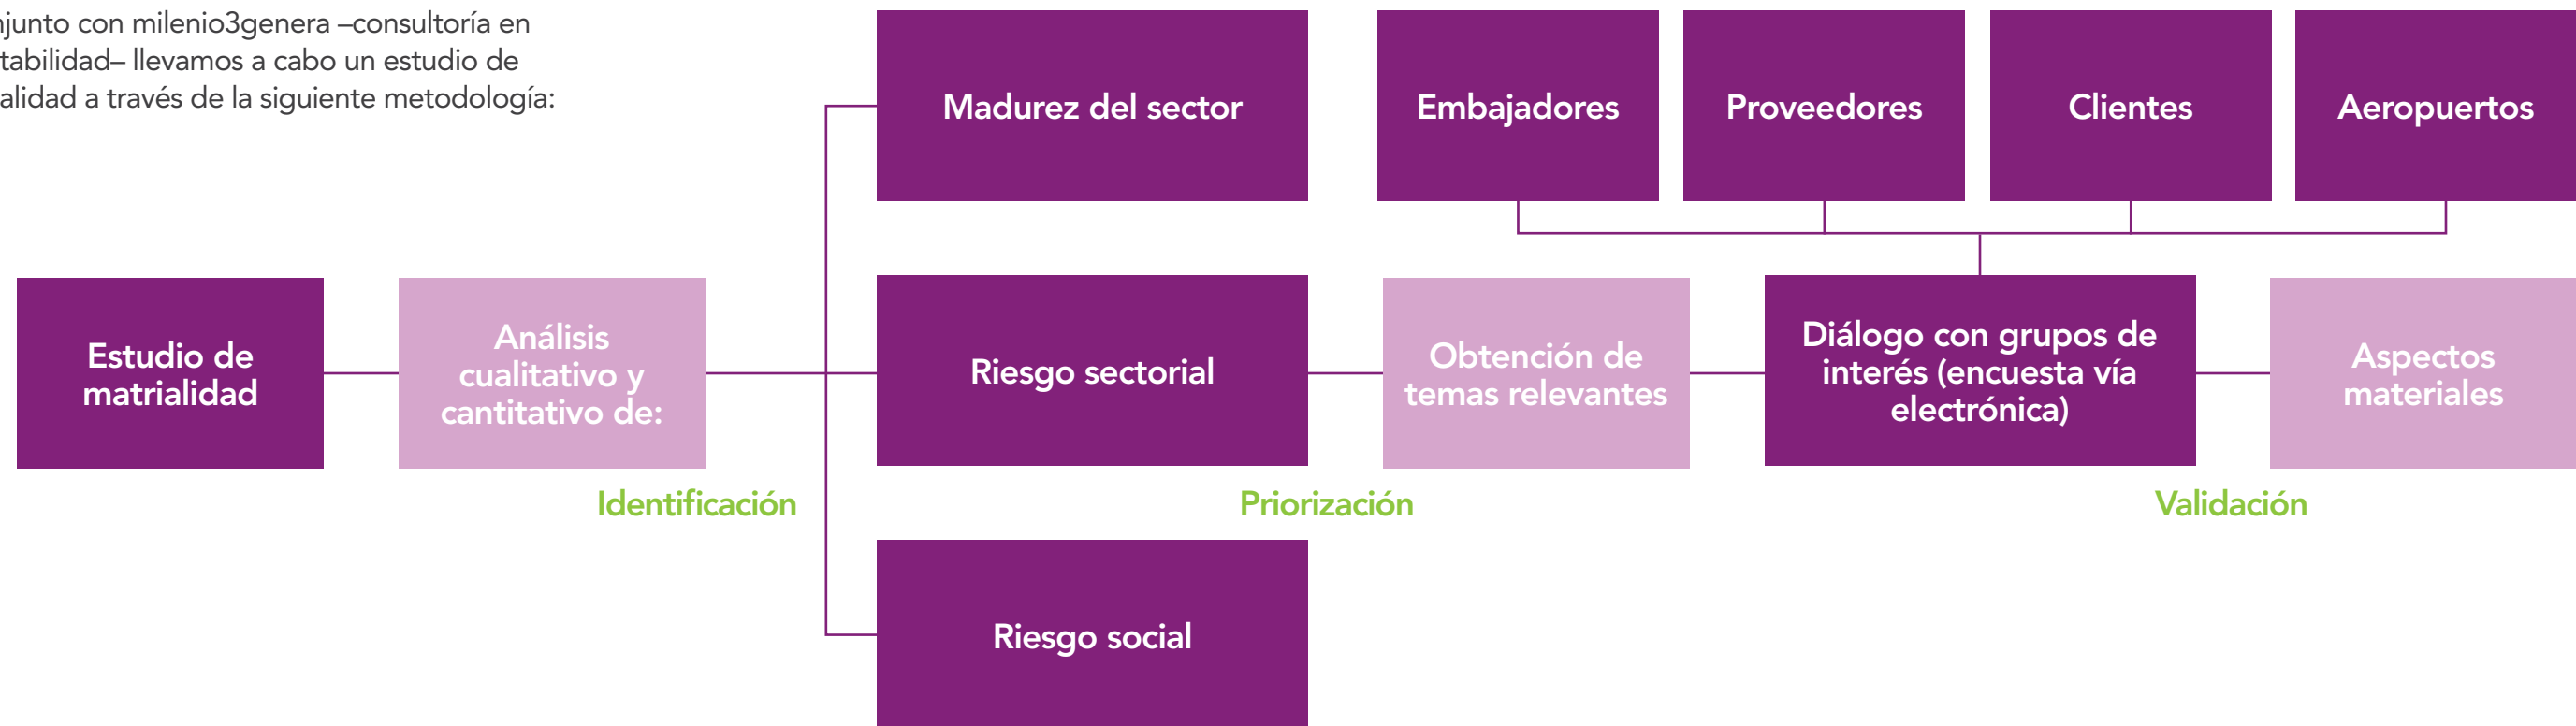 njunto con milenio3genera –consultoría en
tabilidad– llevamos a cabo un estudio de
alidad a través de la siguiente metodología:
Madurez del sector
Embajadores
Proveedores
Clientes
Aeropuertos
Estudio de
matrialidad
Análisis
cualitativo y
cantitativo de:
Riesgo sectorial
Obtención de
temas relevantes
Diálogo con grupos de
interés (encuesta vía
electrónica)
Aspectos
materiales
Identificación
Priorización
Validación
Riesgo social